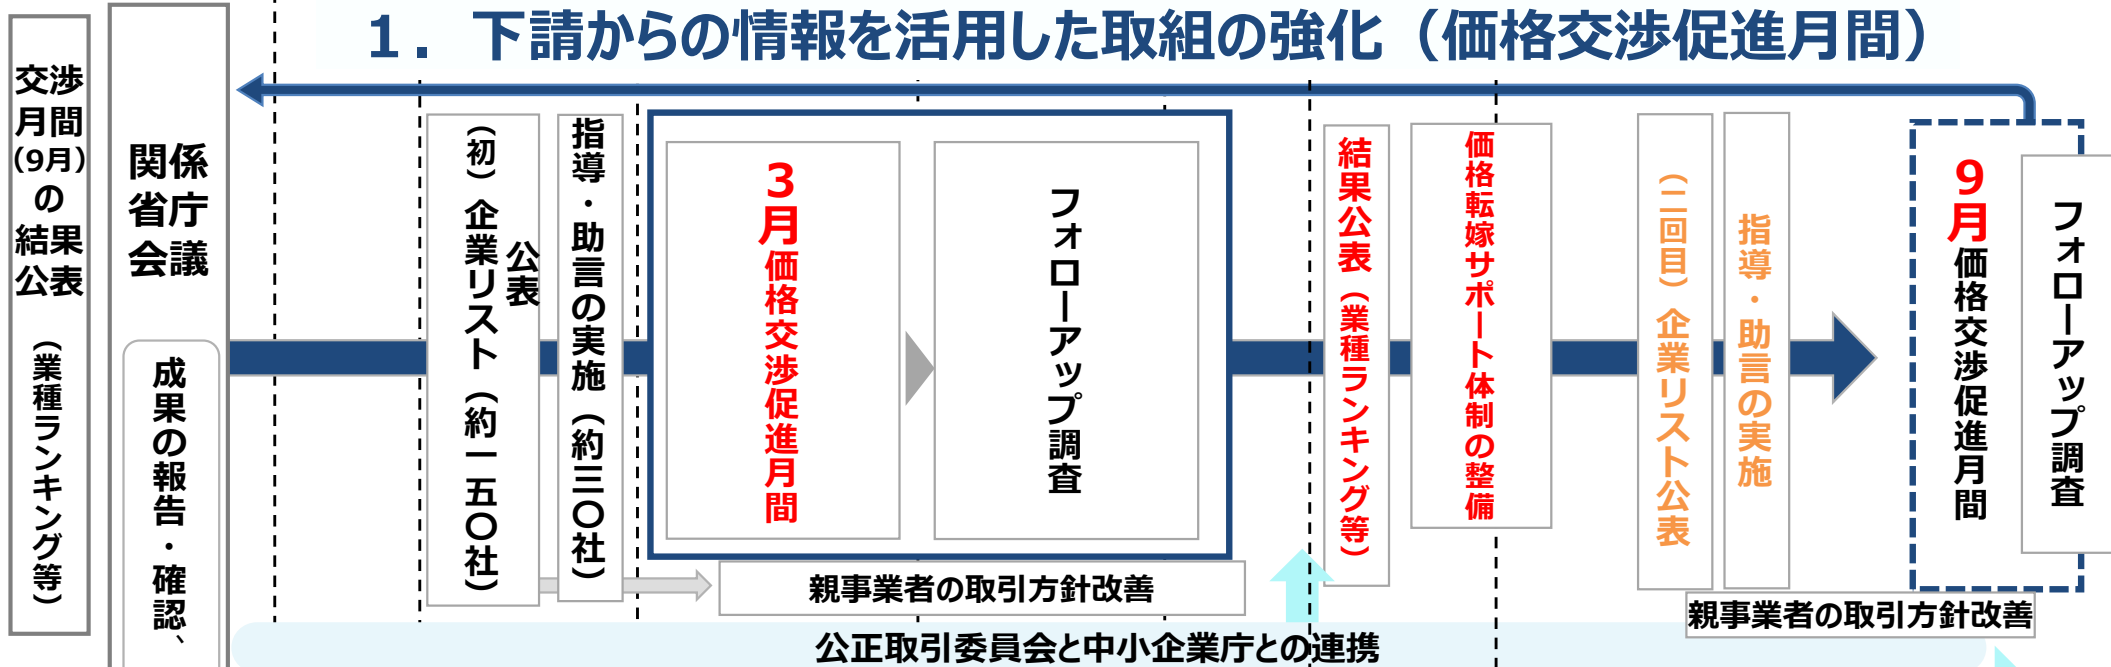 １．下請からの情報を活用した取組の強化（価格交渉促進月間）
交渉
月間
（9月）
の
結果
公表
（業種ランキング等）
関係
省庁
会議
成果の報告・確認、
（初）企業リスト（約一五〇社）
公表
指導・助言の実施（約三〇社）
３月価格交渉促進月間
フォローアップ調査
結果公表（業種ランキング等）
価格転嫁サポート体制の整備
（二回目）企業リスト公表
指導・助言の実施
９月価格交渉促進月間
フォローアップ調査
親事業者の取引方針改善
親事業者の取引方針改善
公正取引委員会と中小企業庁との連携